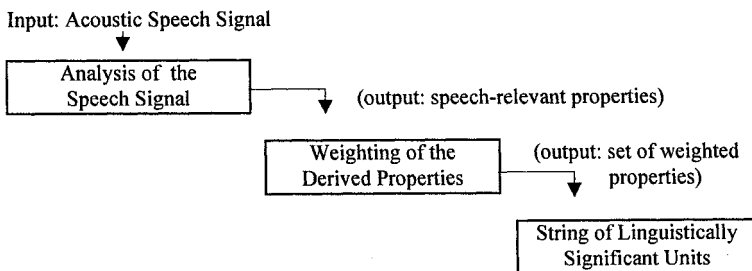 Input: Acoustic Speech Signal
Analysis of the
Speech Signal
(output: speech-relevant properties)
Weighting of the
Derived Properties
(output: set of weighted
properties)
String of Linguistically
Significant Units